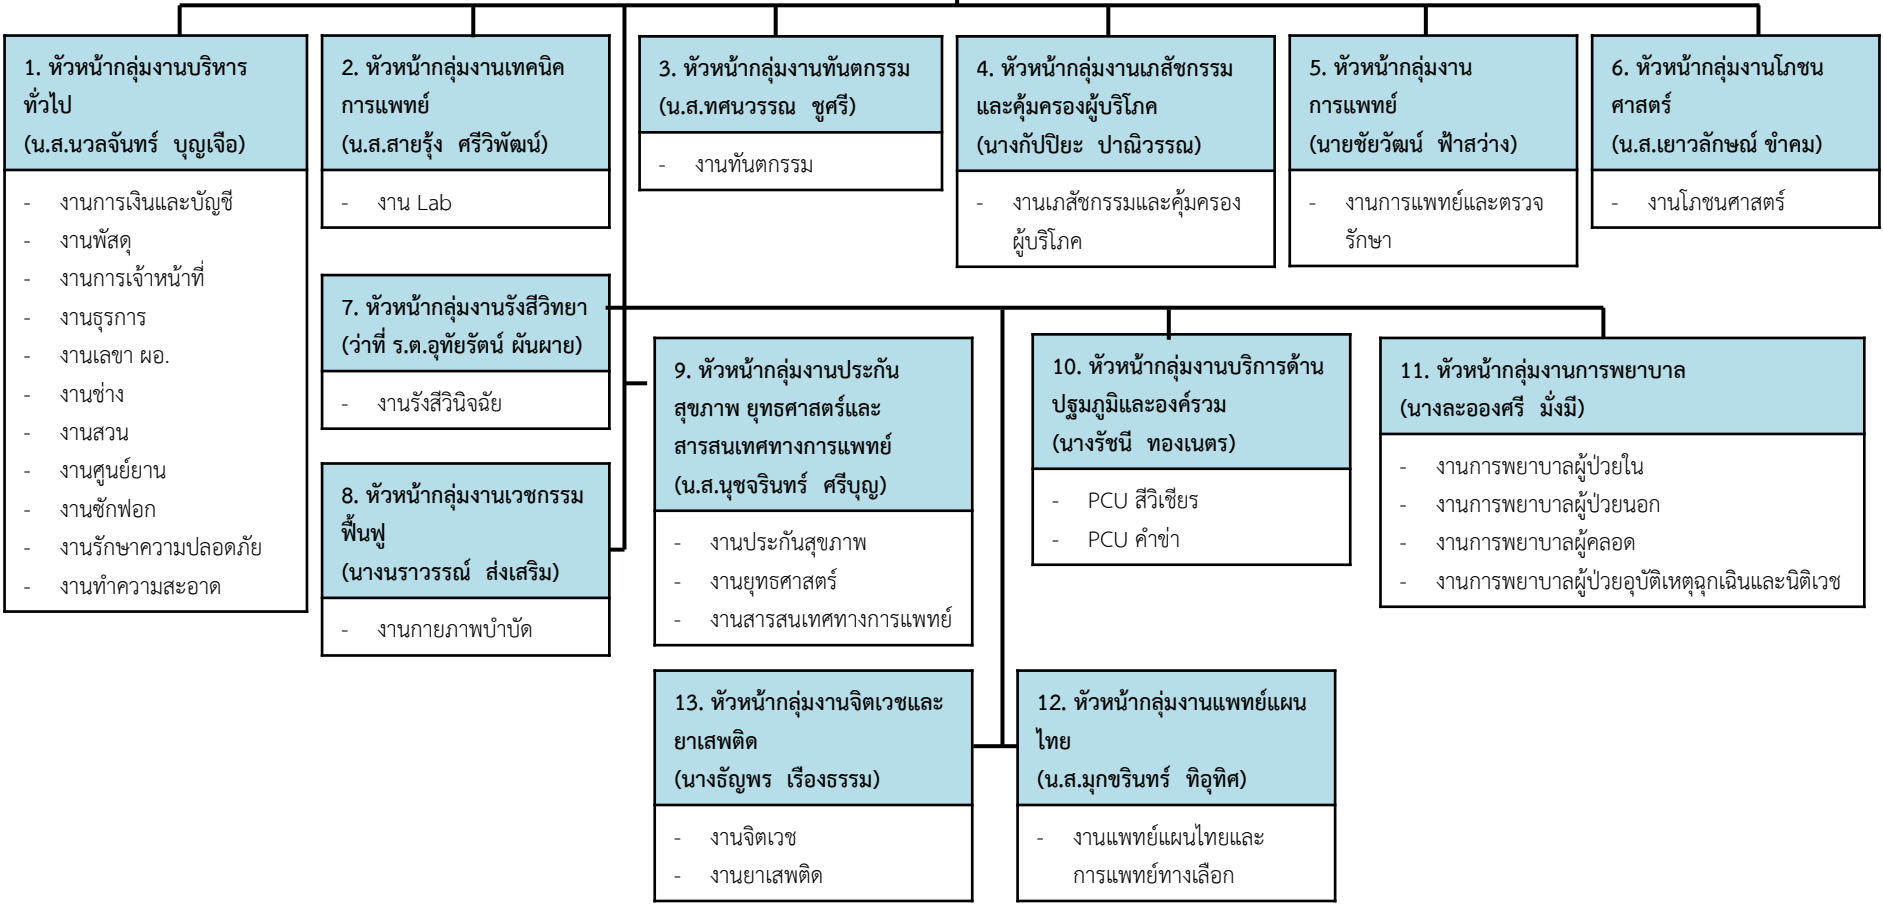 1. หัวหน้ากลุ่มงานบริหาร
ทั่วไป
(น.ส.นวลจันทร์ บุญเจือ)
- งานการเงินและบัญชี
- งานพัสดุ
- งานการเจ้าหน้าที่
- งานธุรการ
- งานเลขา ผอ.
- งานช่าง
- งานสวน
- งานศูนย์ยาน
- งานซักฟอก
- งานรักษาความปลอดภัย
- งานทำความสะอาด
2. หัวหน้ากลุ่มงานเทคนิค
การแพทย์
(น.ส.สายรุ้ง ศรีวิพัฒน์)
- งาน Lab
3. หัวหน้ากลุ่มงานทันตกรรม
(น.ส.ทศนวรรณ ชูศรี)
- งานทันตกรรม
4. หัวหน้ากลุ่มงานเภสัชกรรม
และคุ้มครองผู้บริโภค
(นางกัปปิยะ ปาณิวรรณ)
- งานเภสัชกรรมและคุ้มครอง
ผู้บริโภค
5. หัวหน้ากลุ่มงาน
การแพทย์
(นายชัยวัฒน์ ฟ้าสว่าง)
- งานการแพทย์และตรวจ
รักษา
6. หัวหน้ากลุ่มงานโภชน
ศาสตร์
(น.ส.เยาวลักษณ์ ขำคม)
- งานโภชนศาสตร์
7. หัวหน้ากลุ่มงานรังสีวิทยา
(ว่าที่ ร.ต.อุทัยรัตน์ ผันผาย)
- งานรังสีวินิจฉัย
8. หัวหน้ากลุ่มงานเวชกรรม
ฟื้นฟู
(นางนราวรรณ์ ส่งเสริม)
- งานกายภาพบำบัด
9. หัวหน้ากลุ่มงานประกัน
สุขภาพ ยุทธศาสตร์และ
สารสนเทศทางการแพทย์
(น.ส.นุชจรินทร์ ศรีบุญ)
- งานประกันสุขภาพ
- งานยุทธศาสตร์
- งานสารสนเทศทางการแพทย์
10. หัวหน้ากลุ่มงานบริการด้าน
ปฐมภูมิและองค์รวม
(นางรัชนี ทองเนตร)
- PCU สีวิเชียร
- PCU คำข่า
11. หัวหน้ากลุ่มงานการพยาบาล
(นางละอองศรี มั่งมี)
- งานการพยาบาลผู้ป่วยใน
- งานการพยาบาลผู้ป่วยนอก
- งานการพยาบาลผู้คลอด
- งานการพยาบาลผู้ป่วยอุบัติเหตุฉุกเฉินและนิติเวช
13. หัวหน้ากลุ่มงานจิตเวชและ
ยาเสพติด
(นางธัญพร เรืองธรรม)
- งานจิตเวช
- งานยาเสพติด
12. หัวหน้ากลุ่มงานแพทย์แผน
ไทย
(น.ส.มุกขรินทร์ ทิอุทิศ)
- งานแพทย์แผนไทยและ
การแพทย์ทางเลือก